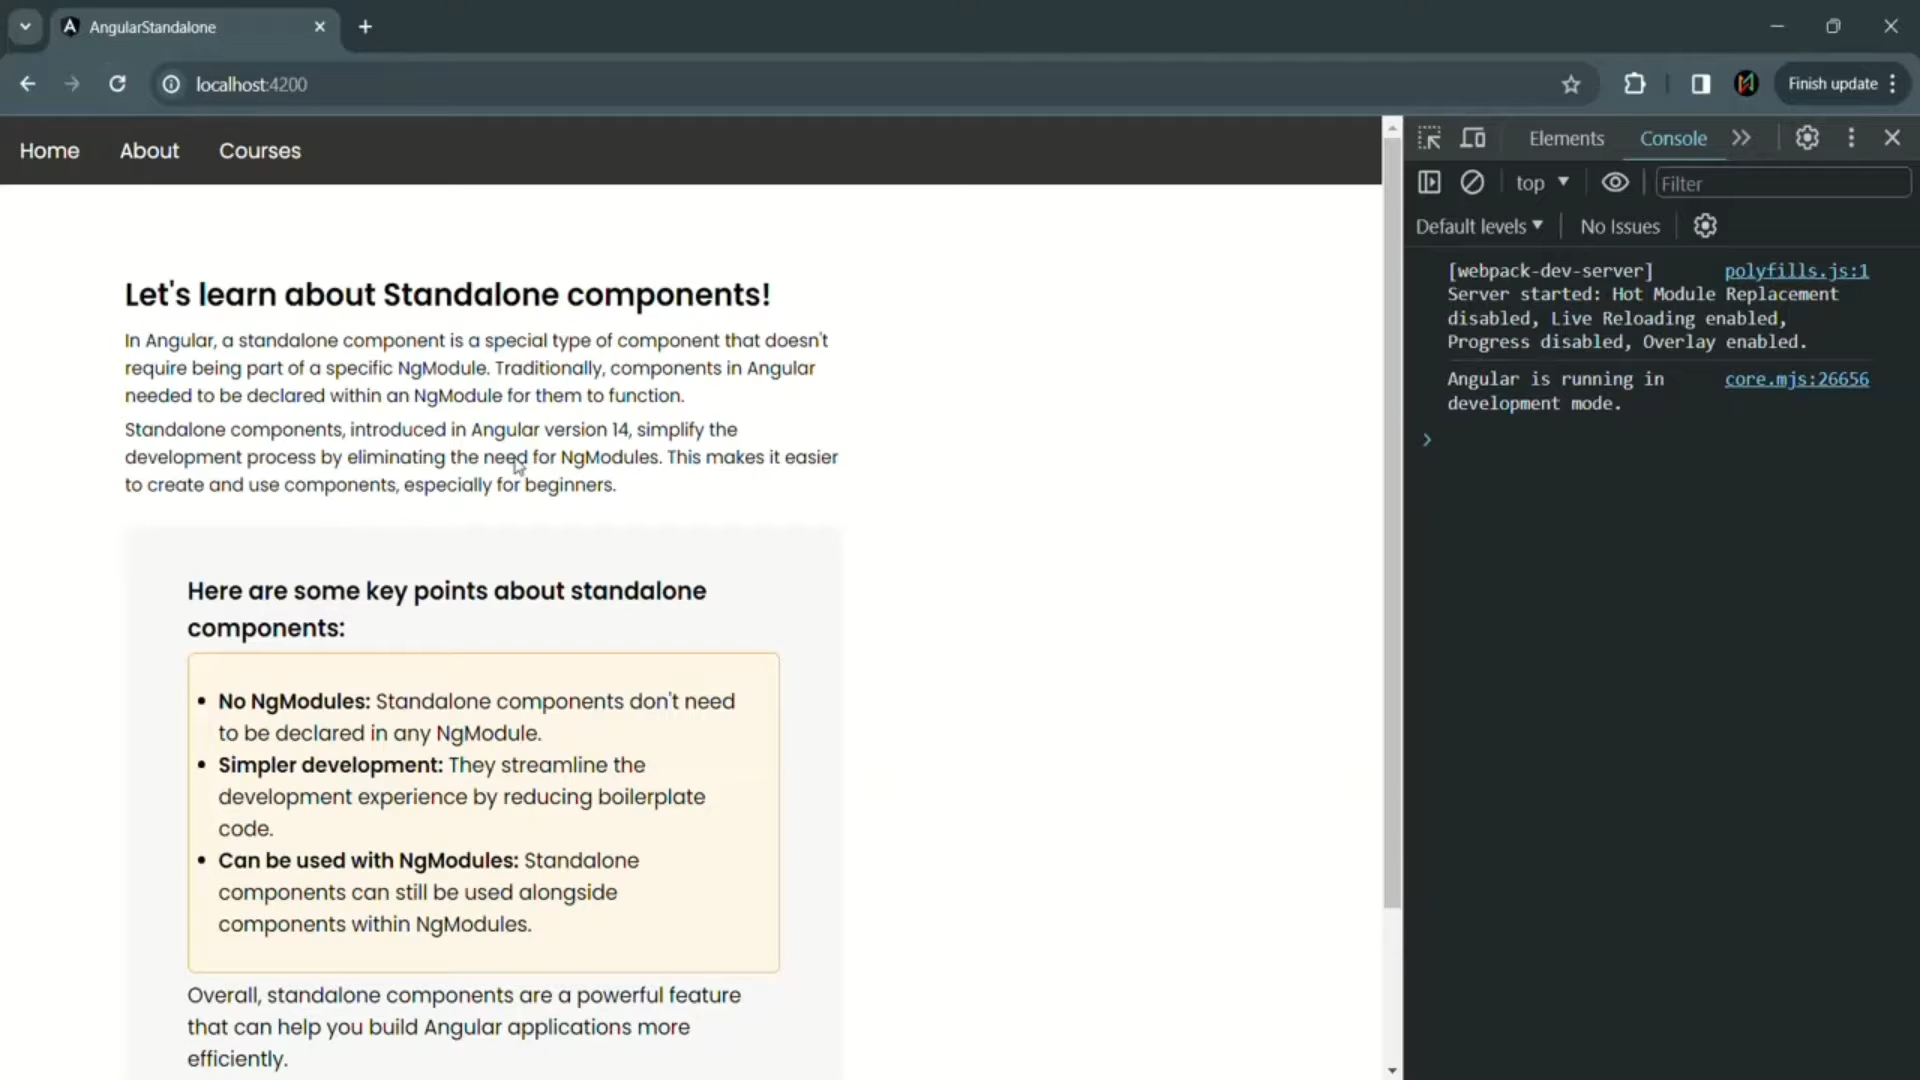 AngularStandalone
localhost:4200
Finish update
Home About Courses
Let's learn about Standalone components!
In Angular, a standalone component is a special type of component that doesn't
require being part of a specific NgModule. Traditionally, components in Angular
needed to be declared within an NgModule for them to function.
Standalone components, introduced in Angular version 14, simplify the
development process by eliminating the need for NgModules. This makes it easier
to create and use components, especially for beginners.
Here are some key points about standalone
components:
• No NgModules: Standalone components don't need
to be declared in any NgModule.
• Simpler development: They streamline the
development experience by reducing boilerplate
code.
• Can be used with NgModules: Standalone
components can still be used alongside
components within NgModules.
Overall, standalone components are a powerful feature
that can help you build Angular applications more
efficiently.
Elements Console
top Filter
Default levels No Issues
[webpack-dev-server] polyfills.js:1
Server started: Hot Module Replacement
disabled, Live Reloading enabled,
Progress disabled, Overlay enabled.
Angular is running in core.mjs:26656
development mode.